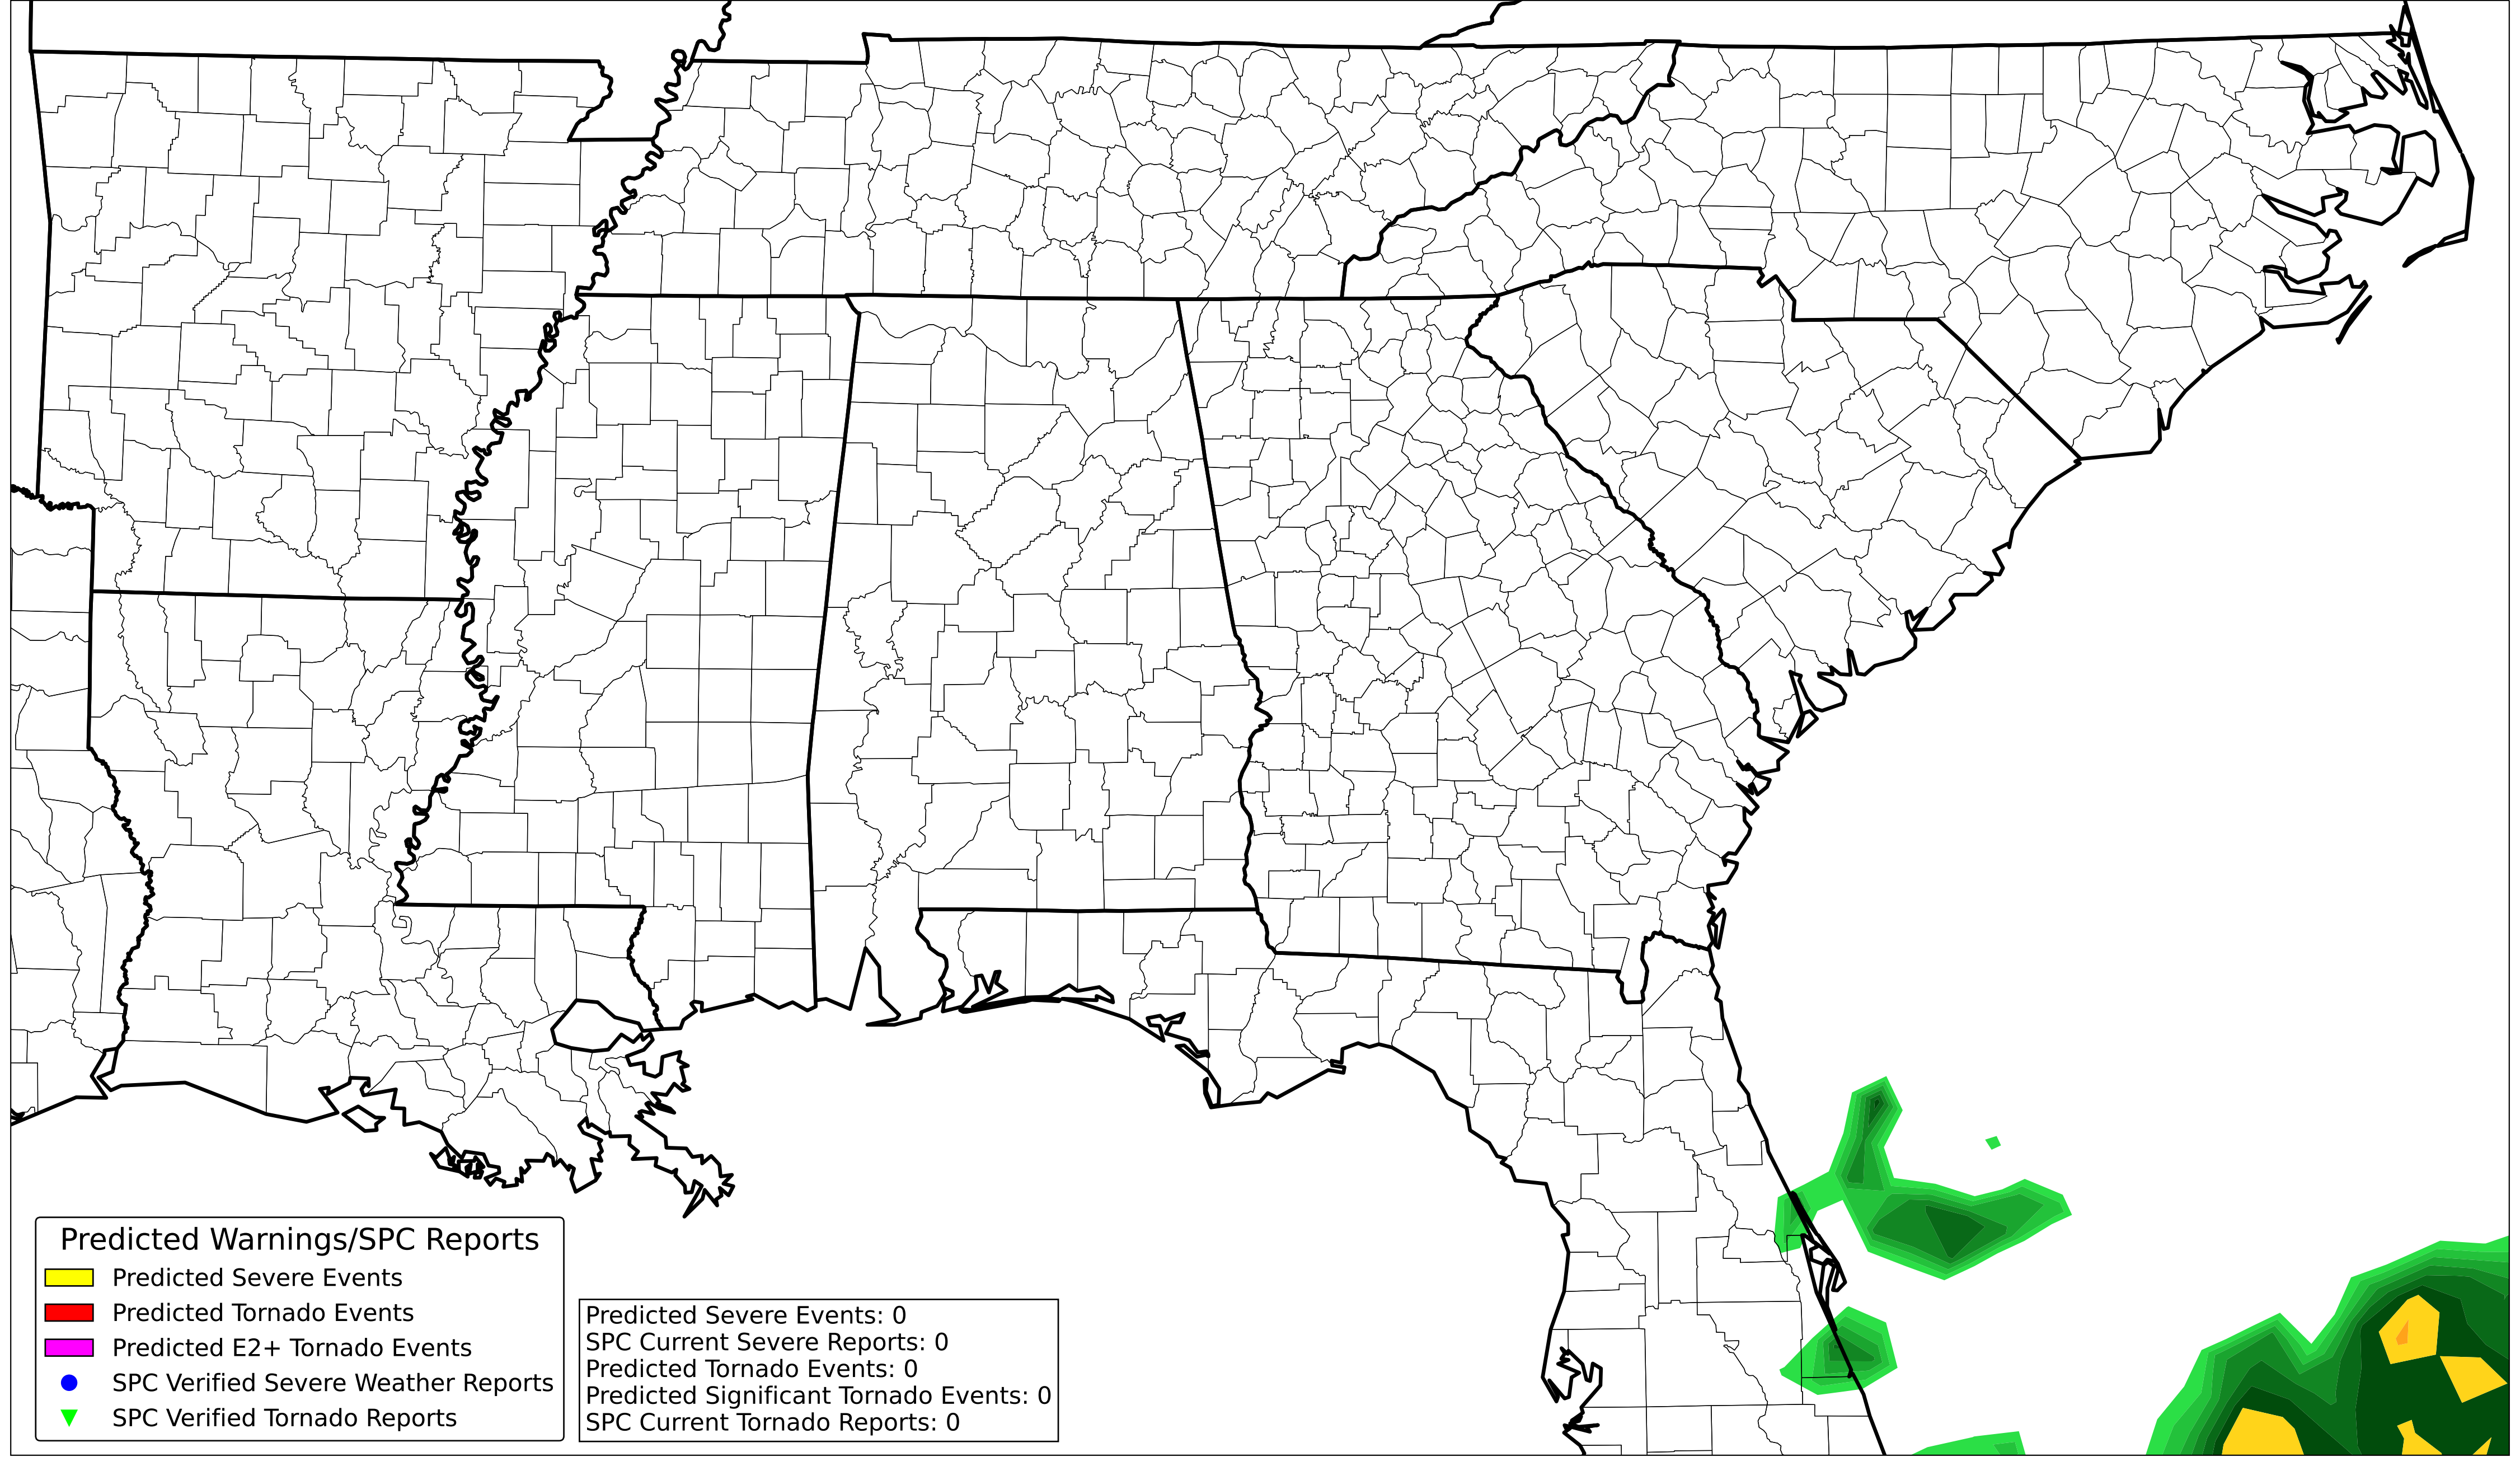 Predicted Warnings/SPC Reports
Predicted Severe Events
Predicted Tornado Events
Predicted E2+ Tornado Events
SPC Verified Severe Weather Reports
SPC Verified Tornado Reports
Predicted Severe Events: 0
SPC Current Severe Reports: 0
Predicted Tornado Events: 0
Predicted Significant Tornado Events: 0
SPC Current Tornado Reports: 0